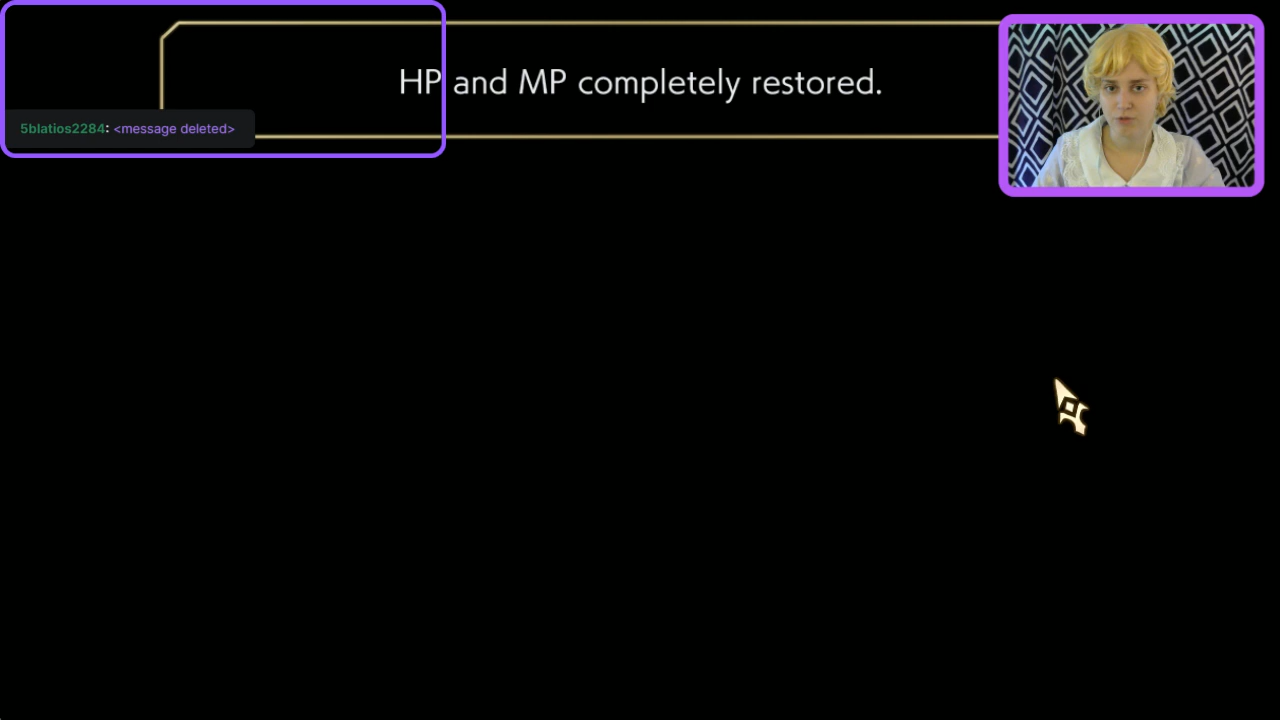 HP and MP completely restored.
5blatios2284: <message deleted>